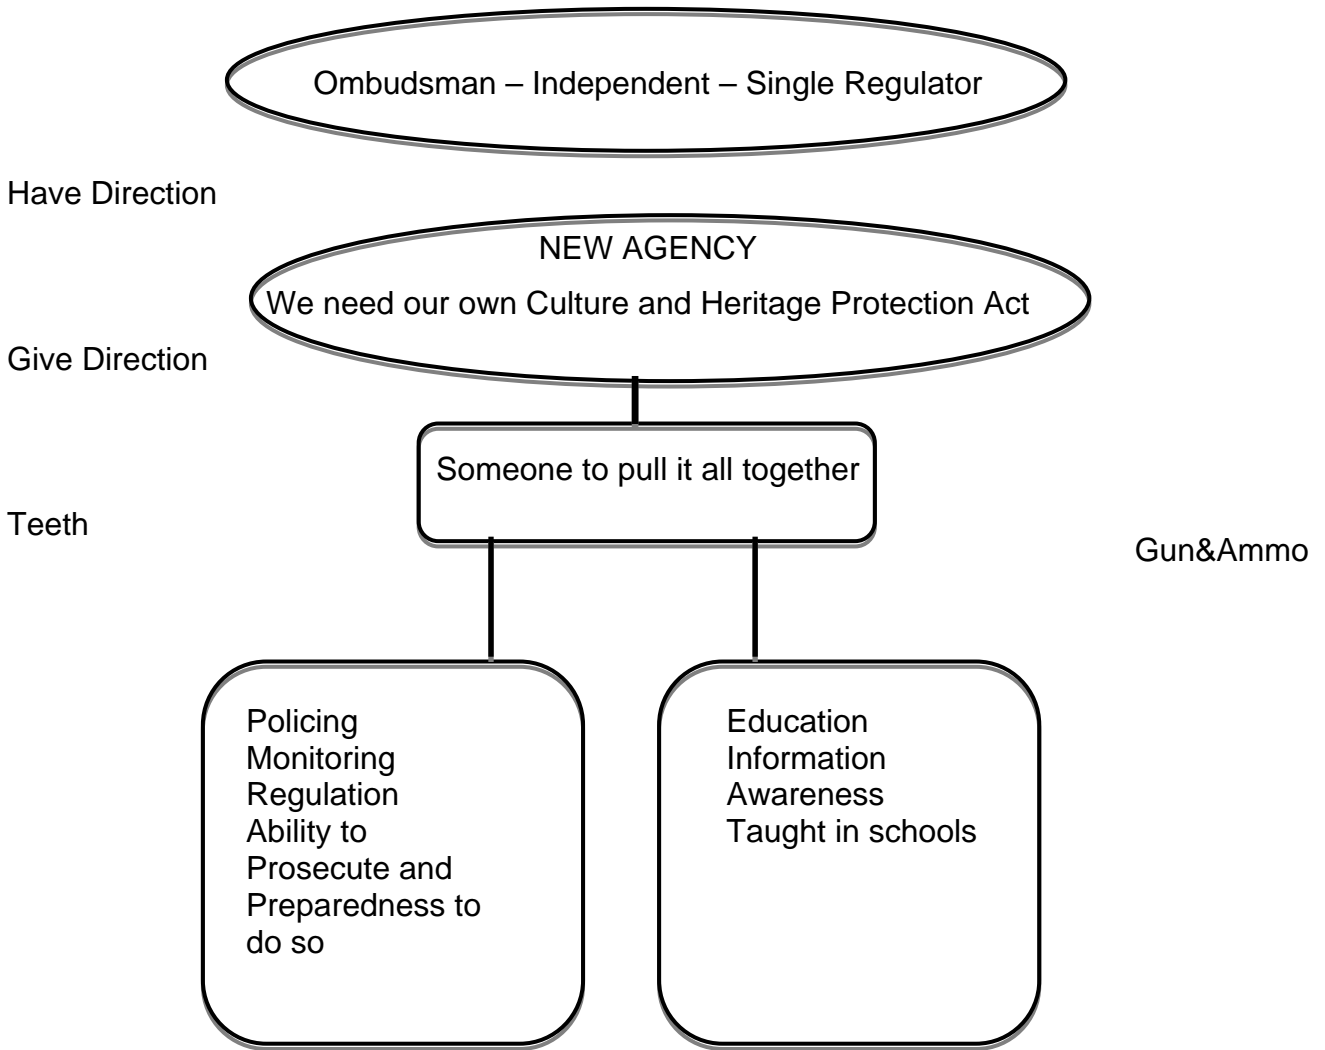 Ombudsman – Independent – Single Regulator
Have Direction
NEW AGENCY
We need our own Culture and Heritage Protection Act
Give Direction
Someone to pull it all together
Teeth
Gun&Ammo
Policing
Monitoring
Regulation
Ability to
Prosecute and
Preparedness to
do so
Education
Information
Awareness
Taught in schools